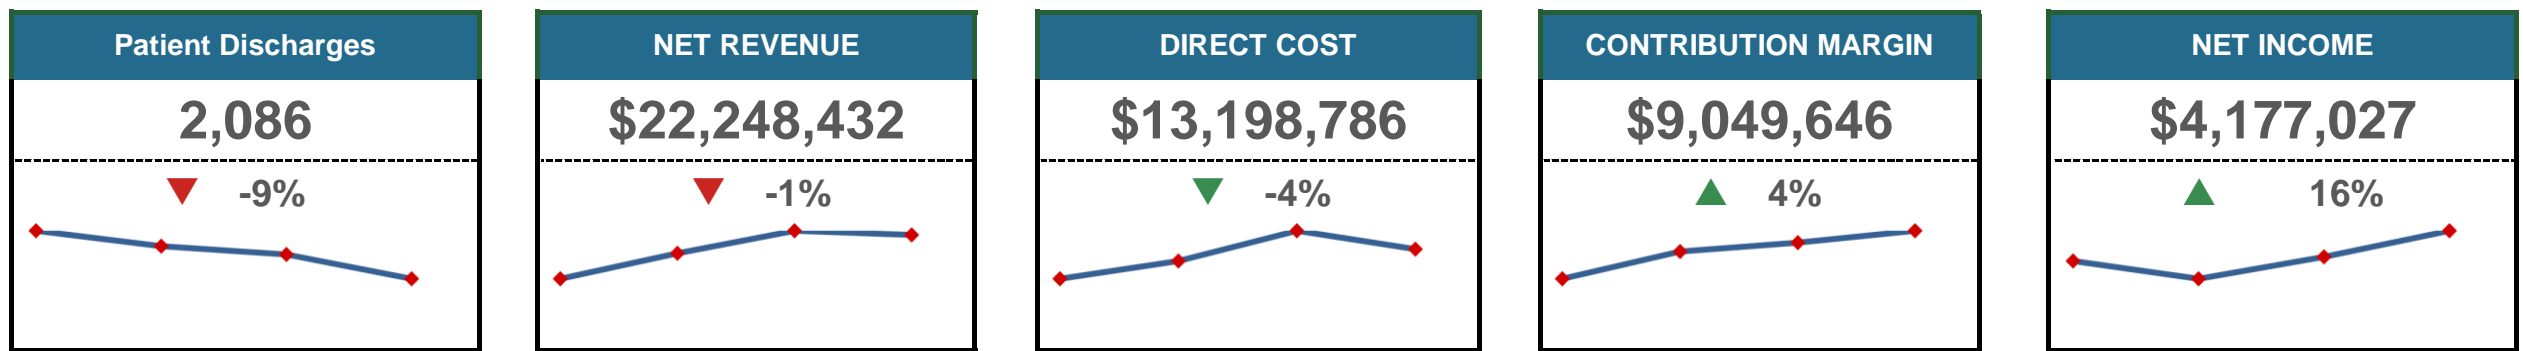 Patient Discharges
2,086
-9%
NET REVENUE
$22,248,432
-1%
DIRECT COST
$13,198,786
-4%
CONTRIBUTION MARGIN
$9,049,646
4%
NET INCOME
$4,177,027
16%